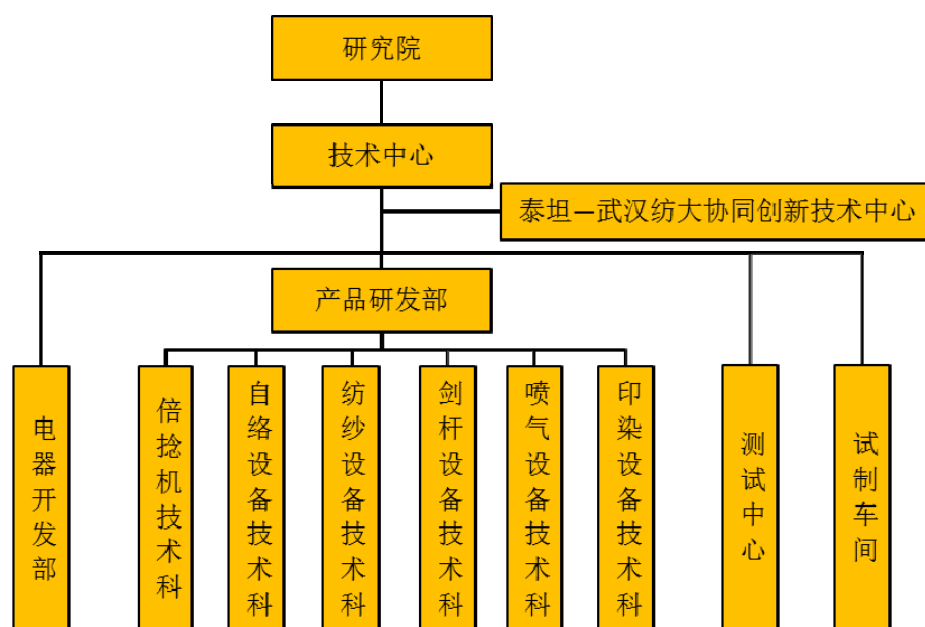 研究院
技术中心
泰坦—武汉纺大协同创新技术中心
产品研发部
电器开发部
倍捻机技术科
自络设备技术科
纺纱设备技术科
剑杆设备技术科
喷气设备技术科
印染设备技术科
测试中心
试制车间